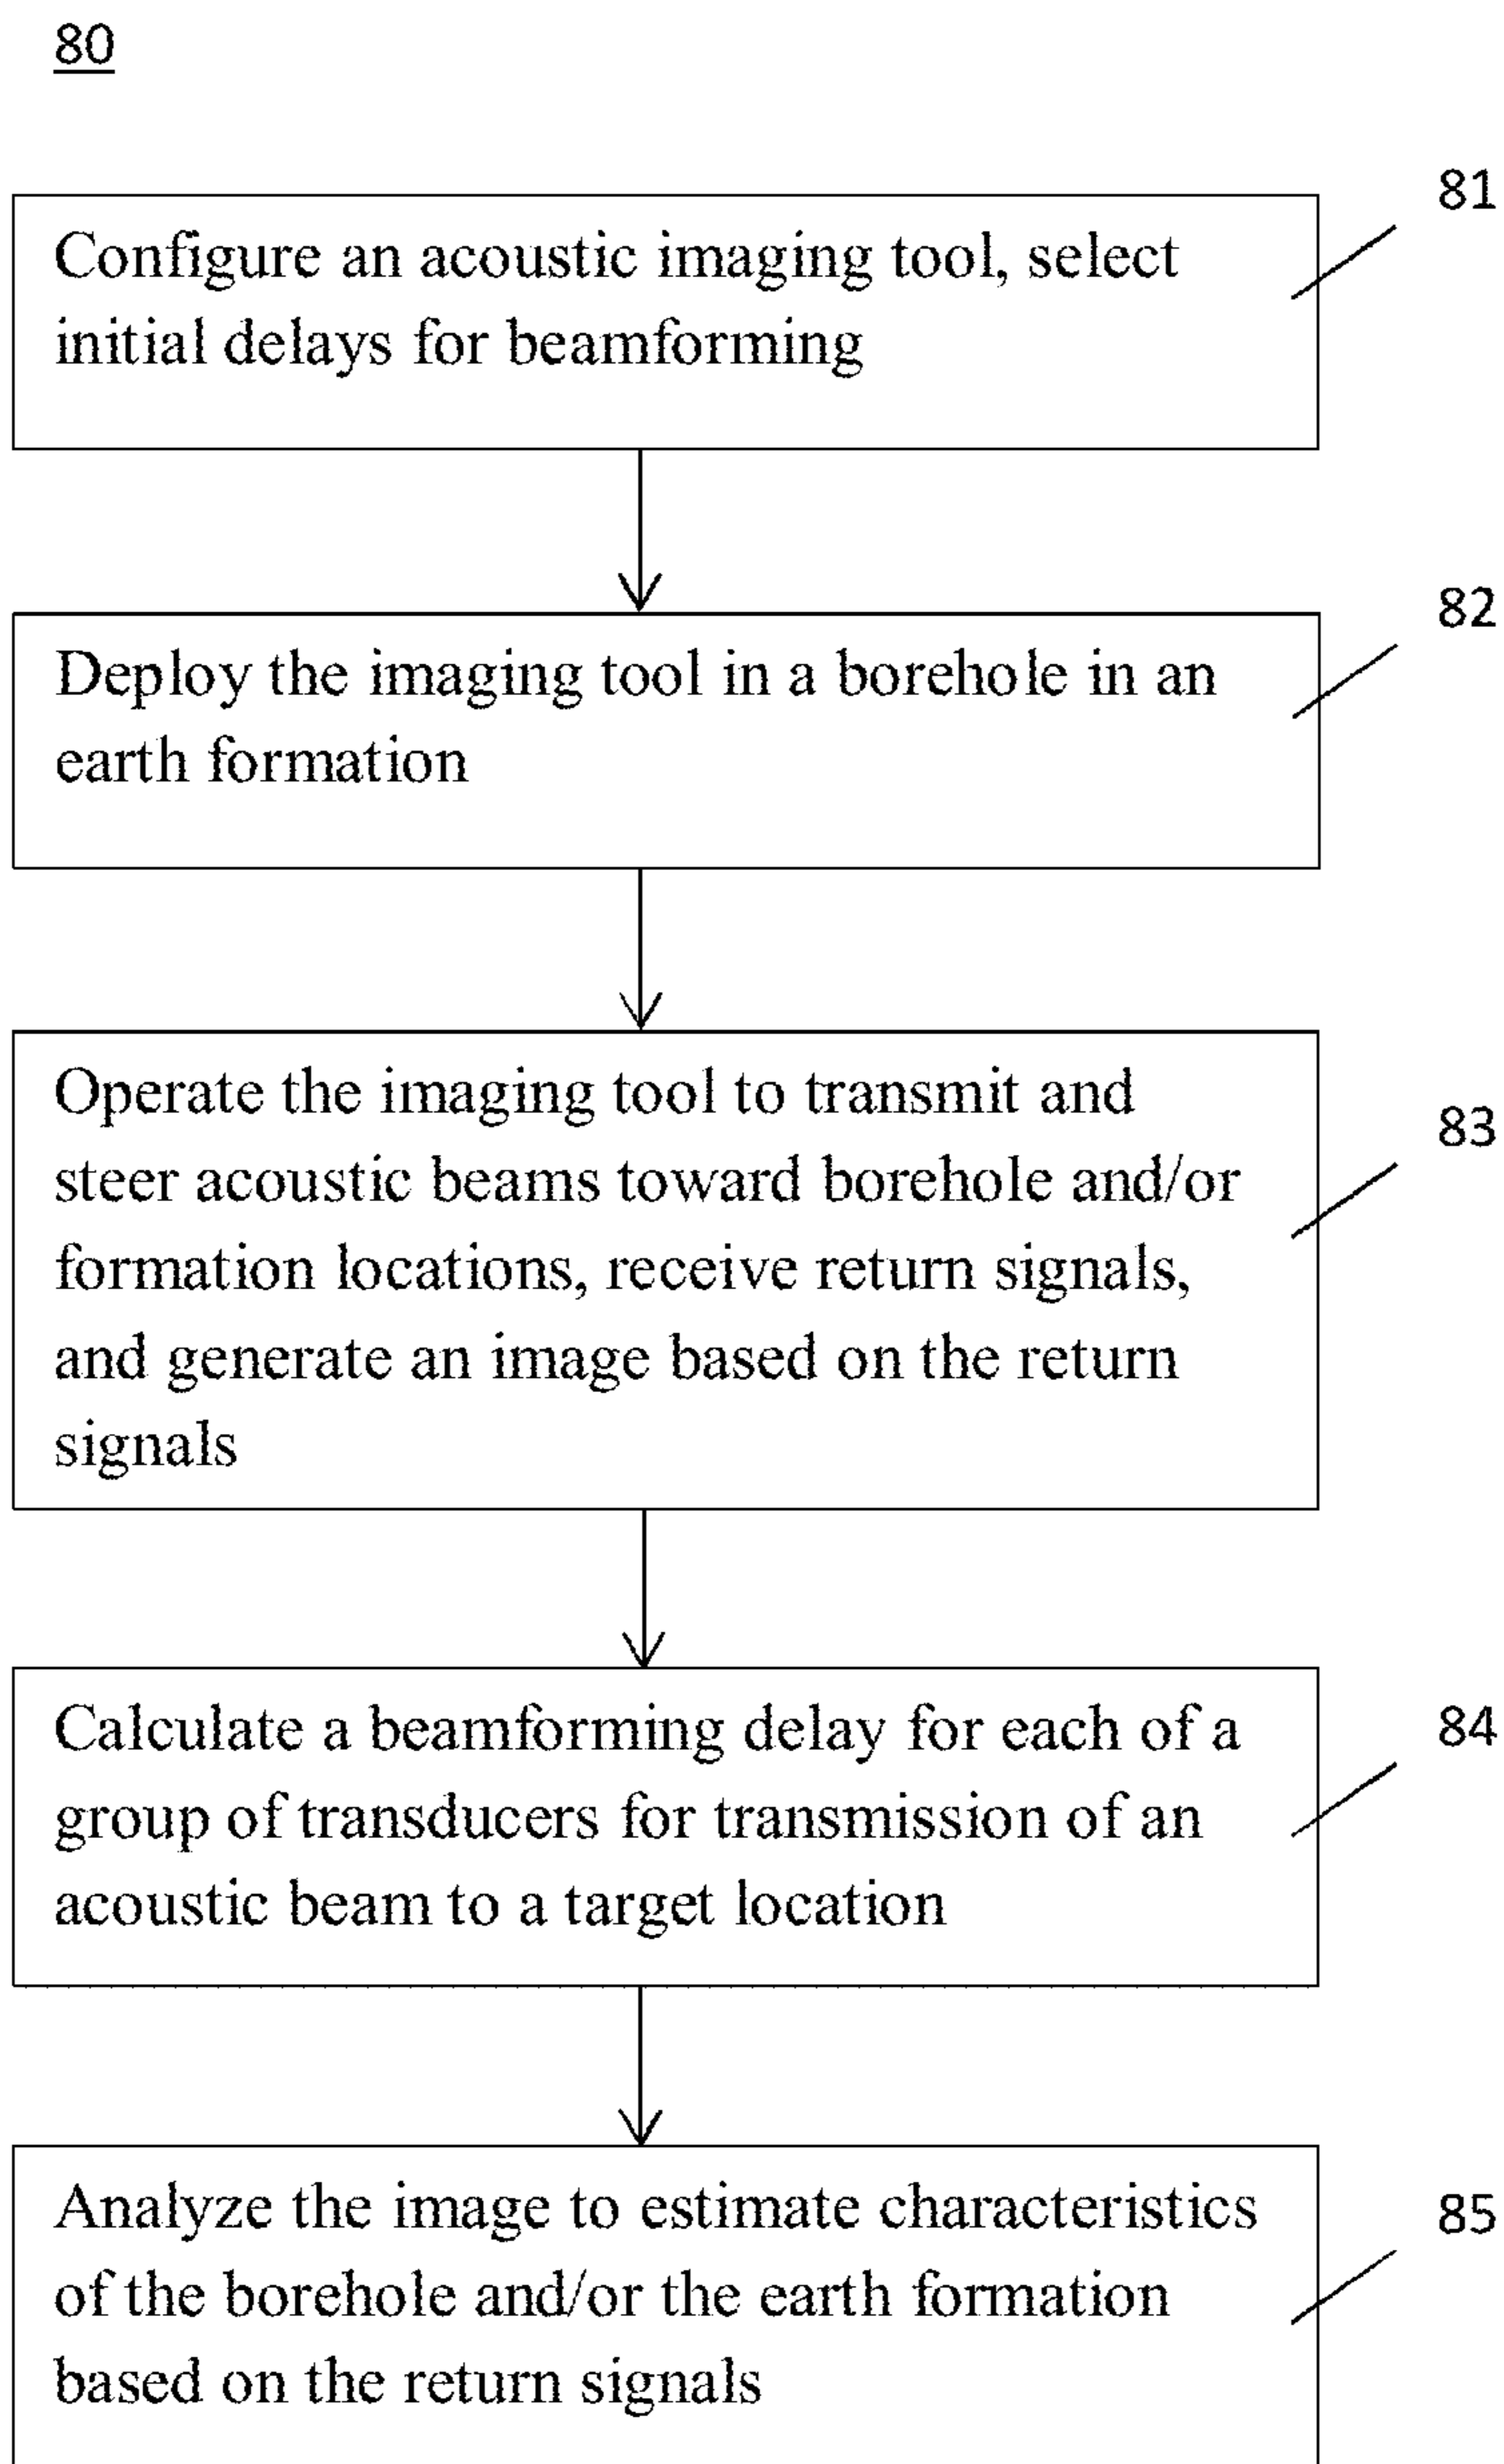 80
81
Configure an acoustic imaging tool, select
initial delays for beamforming
82
Deploy the imaging tool in a borehole in an
earth formation
83
Operate the imaging tool to transmit and
steer acoustic beams toward borehole and/or
formation locations, receive return signals,
and generate an image based on the return
signals
84
Calculate a beamforming delay for each of a
group of transducers for transmission of an
acoustic beam to a target location
85
Analyze the image to estimate characteristics
of the borehole and/or the earth formation
based on the return signals